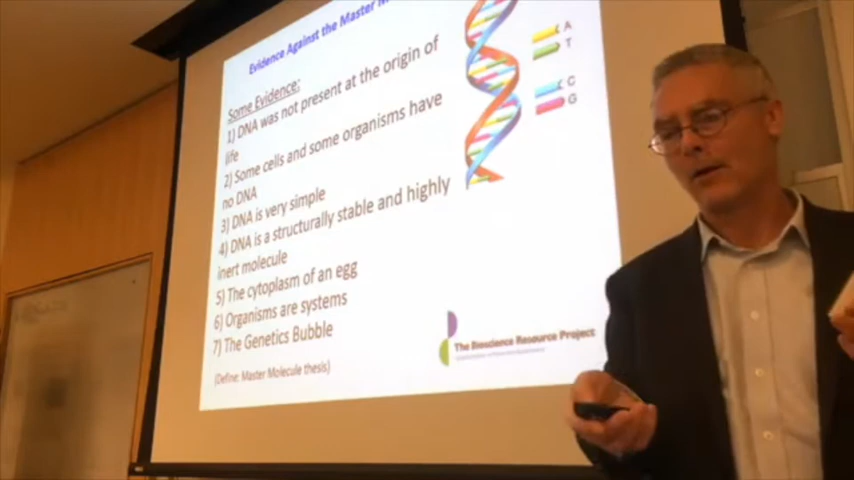 Evidence Against the Master
Some Evidence:
1) DNA was not present at the origin of
life
2) Some cells and some organisms have
no DNA
3) DNA is very simple
4) DNA is a structurally stable and highly
inert molecule
5) The cytoplasm of an egg
6) Organisms are systems
7) The Genetics Bubble
(Define: Master Molecule thesis)
A
T
C
G
The Bioscience Resource Project